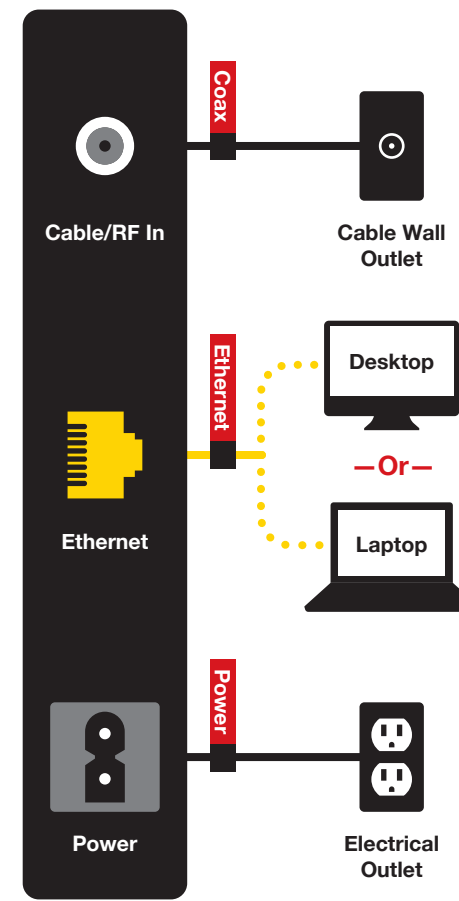 Coax
Cable/RF In
Cable Wall
Outlet
Ethernet
Desktop
Or
Ethernet
Laptop
Power
Power
Electrical
Outlet